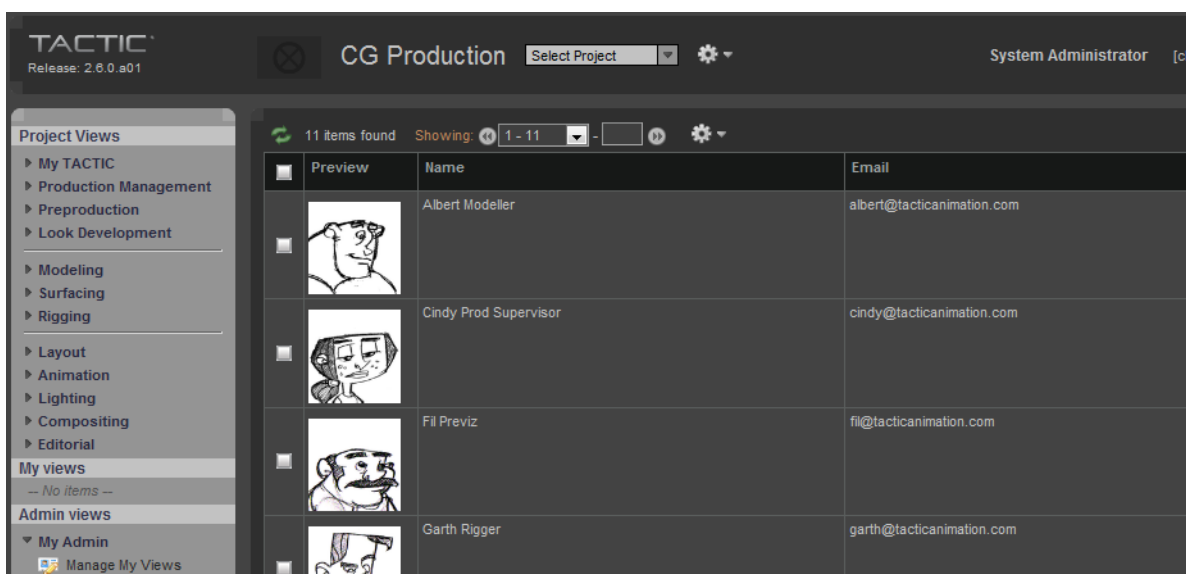 TACTIC
Release: 2.6.0.a01
CG Production
Select Project
System Administrator
Project Views
My TACTIC
Production Management
Preproduction
Look Development
Modeling
Surfacing
Rigging
Layout
Animation
Lighting
Compositing
Editorial
My views
-- No items --
Admin views
My Admin
Manage My Views
11 items found Showing: 1 - 11 -
Preview Name Email
Albert Modeller albert@tacticanimation.com
Cindy Prod Supervisor cindy@tacticanimation.com
Fil Previz fil@tacticanimation.com
Garth Rigger garth@tacticanimation.com